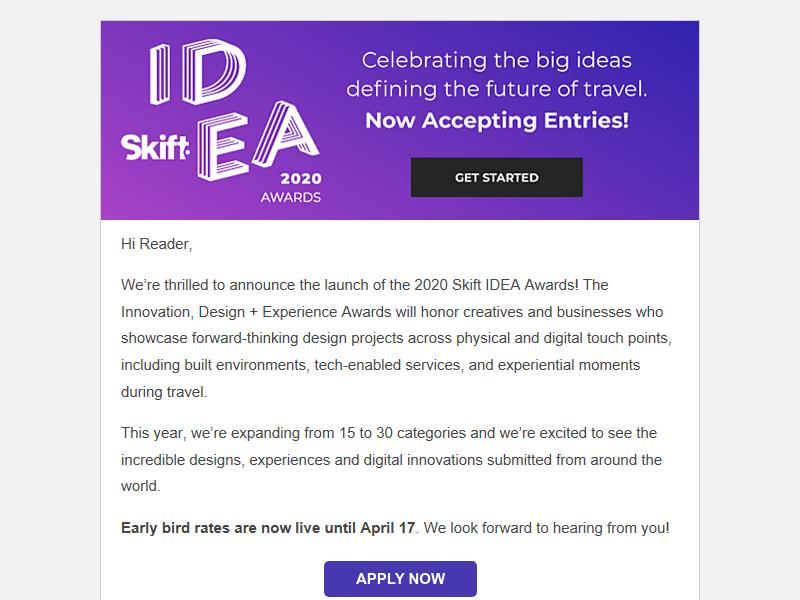 IDEA
Skift:
2020
AWARDS
Celebrating the big ideas
defining the future of travel.
Now Accepting Entries!
GET STARTED
Hi Reader,
We’re thrilled to announce the launch of the 2020 Skift IDEA Awards! The
Innovation, Design + Experience Awards will honor creatives and businesses who
showcase forward-thinking design projects across physical and digital touch points,
including built environments, tech-enabled services, and experiential moments
during travel.
This year, we’re expanding from 15 to 30 categories and we’re excited to see the
incredible designs, experiences and digital innovations submitted from around the
world.
Early bird rates are now live until April 17. We look forward to hearing from you!
APPLY NOW